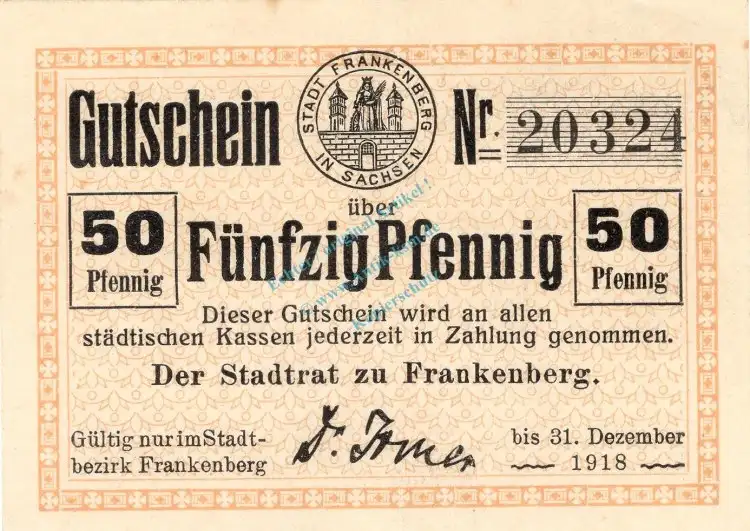 STADT FRANKENBERG
IN SACHSEN
Gutschein
Nr. 20324
über
50
Pfennig
Fünfzig Pfennig
50
Pfennig
Dieser Gutschein wird an allen
städtischen Kassen jederzeit in Zahlung genommen.
Der Stadtrat zu Frankenberg.
Gültig nur im Stadt-
bezirk Frankenberg
Dr. Irmer
bis 31. Dezember
1918